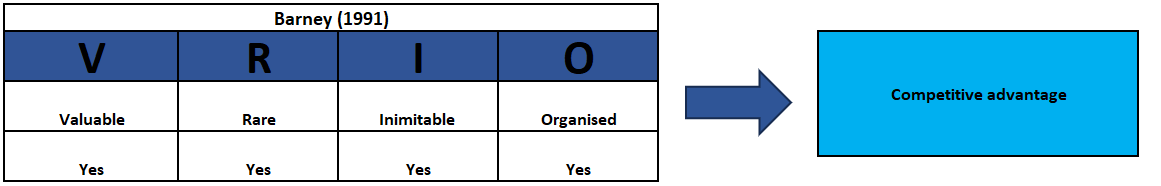 Barney (1991)
V R I O
Valuable Rare Inimitable Organised
Yes Yes Yes Yes
Competitive advantage